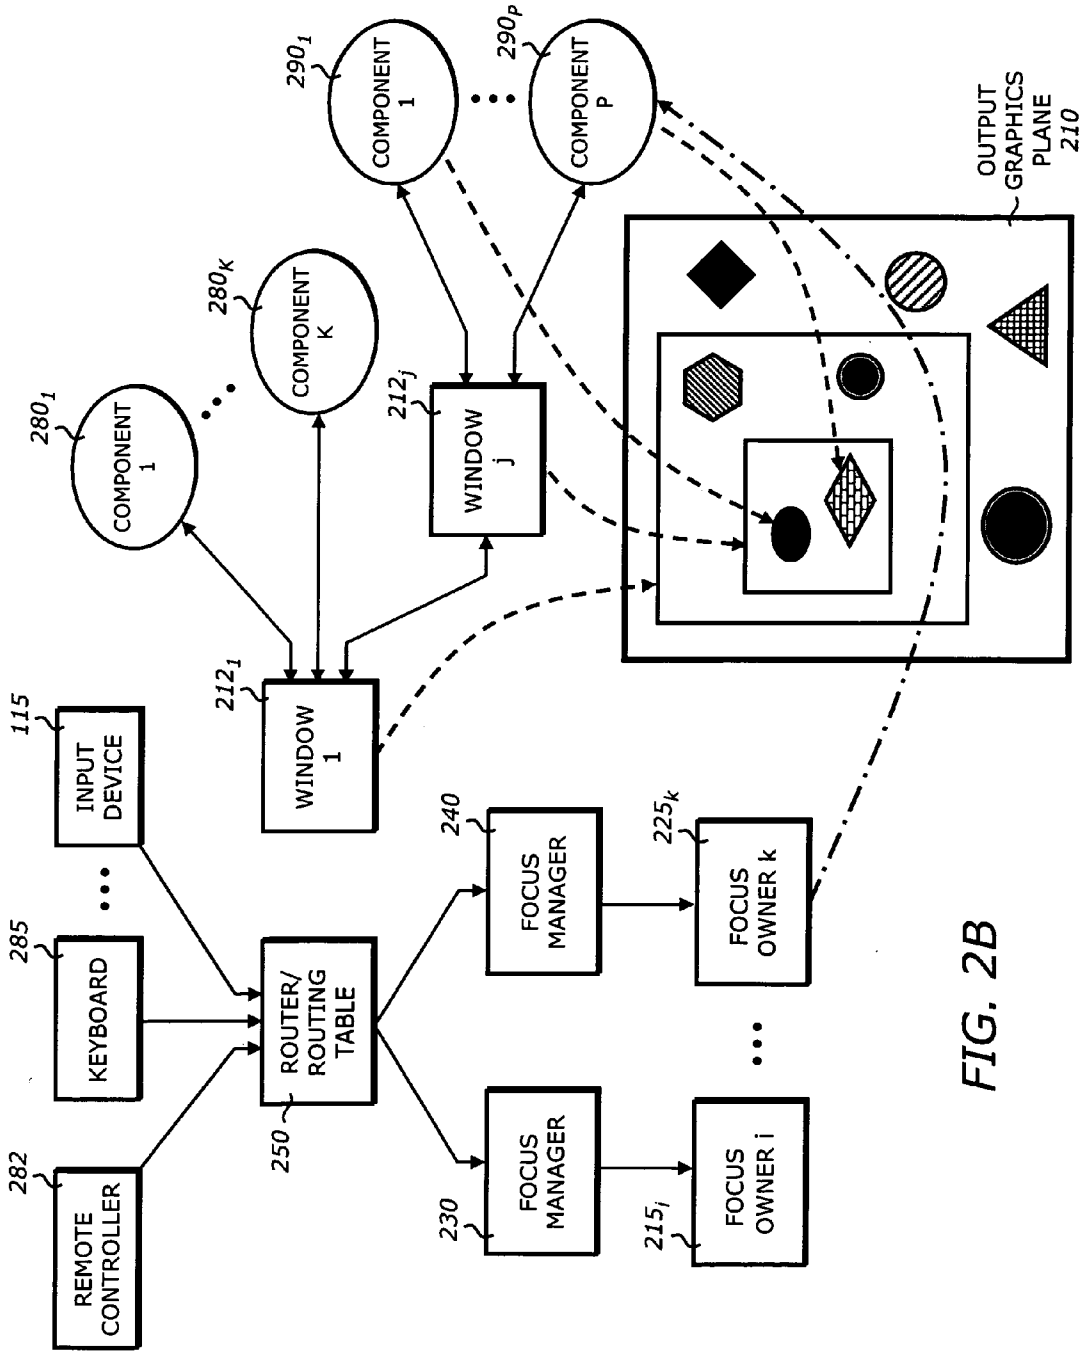 282
REMOTE
CONTROLLER
285
KEYBOARD
115
INPUT
DEVICE
250
ROUTER/
ROUTING
TABLE
230
FOCUS
MANAGER
240
FOCUS
MANAGER
215i
FOCUS
OWNER i
225k
FOCUS
OWNER k
212₁
WINDOW
1
280₁
COMPONENT
1
280K
COMPONENT
K
212j
WINDOW
j
290₁
COMPONENT
1
290P
COMPONENT
P
OUTPUT
GRAPHICS
PLANE
210
FIG. 2B